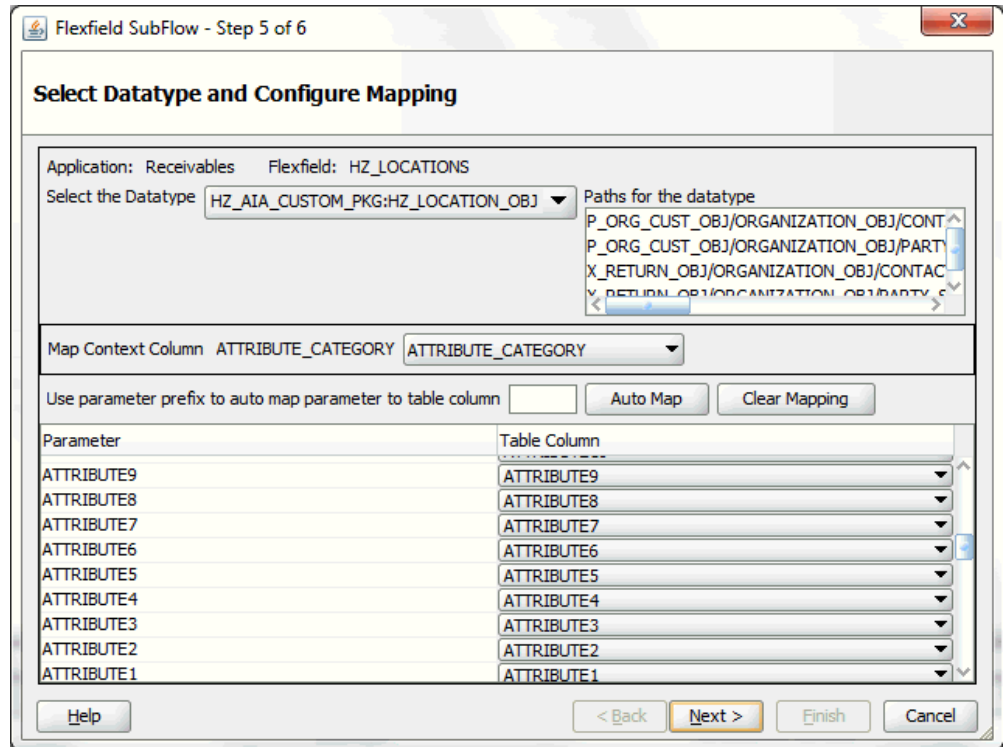 Flexfield SubFlow - Step 5 of 6
Select Datatype and Configure Mapping
Application: Receivables Flexfield: HZ_LOCATIONS
Select the Datatype HZ_AIA_CUSTOM_PKG:HZ_LOCATION_OBJ
Paths for the datatype
P_ORG_CUST_OBJ/ORGANIZATION_OBJ/CONT
P_ORG_CUST_OBJ/ORGANIZATION_OBJ/PARTY
X_RETURN_OBJ/ORGANIZATION_OBJ/CONTAC
X_RETURN_OBJ/ORGANIZATION_OBJ/PARTY_S
Map Context Column ATTRIBUTE_CATEGORY ATTRIBUTE_CATEGORY
Use parameter prefix to auto map parameter to table column Auto Map Clear Mapping
Parameter Table Column
ATTRIBUTE9 ATTRIBUTE9
ATTRIBUTE8 ATTRIBUTE8
ATTRIBUTE7 ATTRIBUTE7
ATTRIBUTE6 ATTRIBUTE6
ATTRIBUTE5 ATTRIBUTE5
ATTRIBUTE4 ATTRIBUTE4
ATTRIBUTE3 ATTRIBUTE3
ATTRIBUTE2 ATTRIBUTE2
ATTRIBUTE1 ATTRIBUTE1
Help < Back Next > Finish Cancel